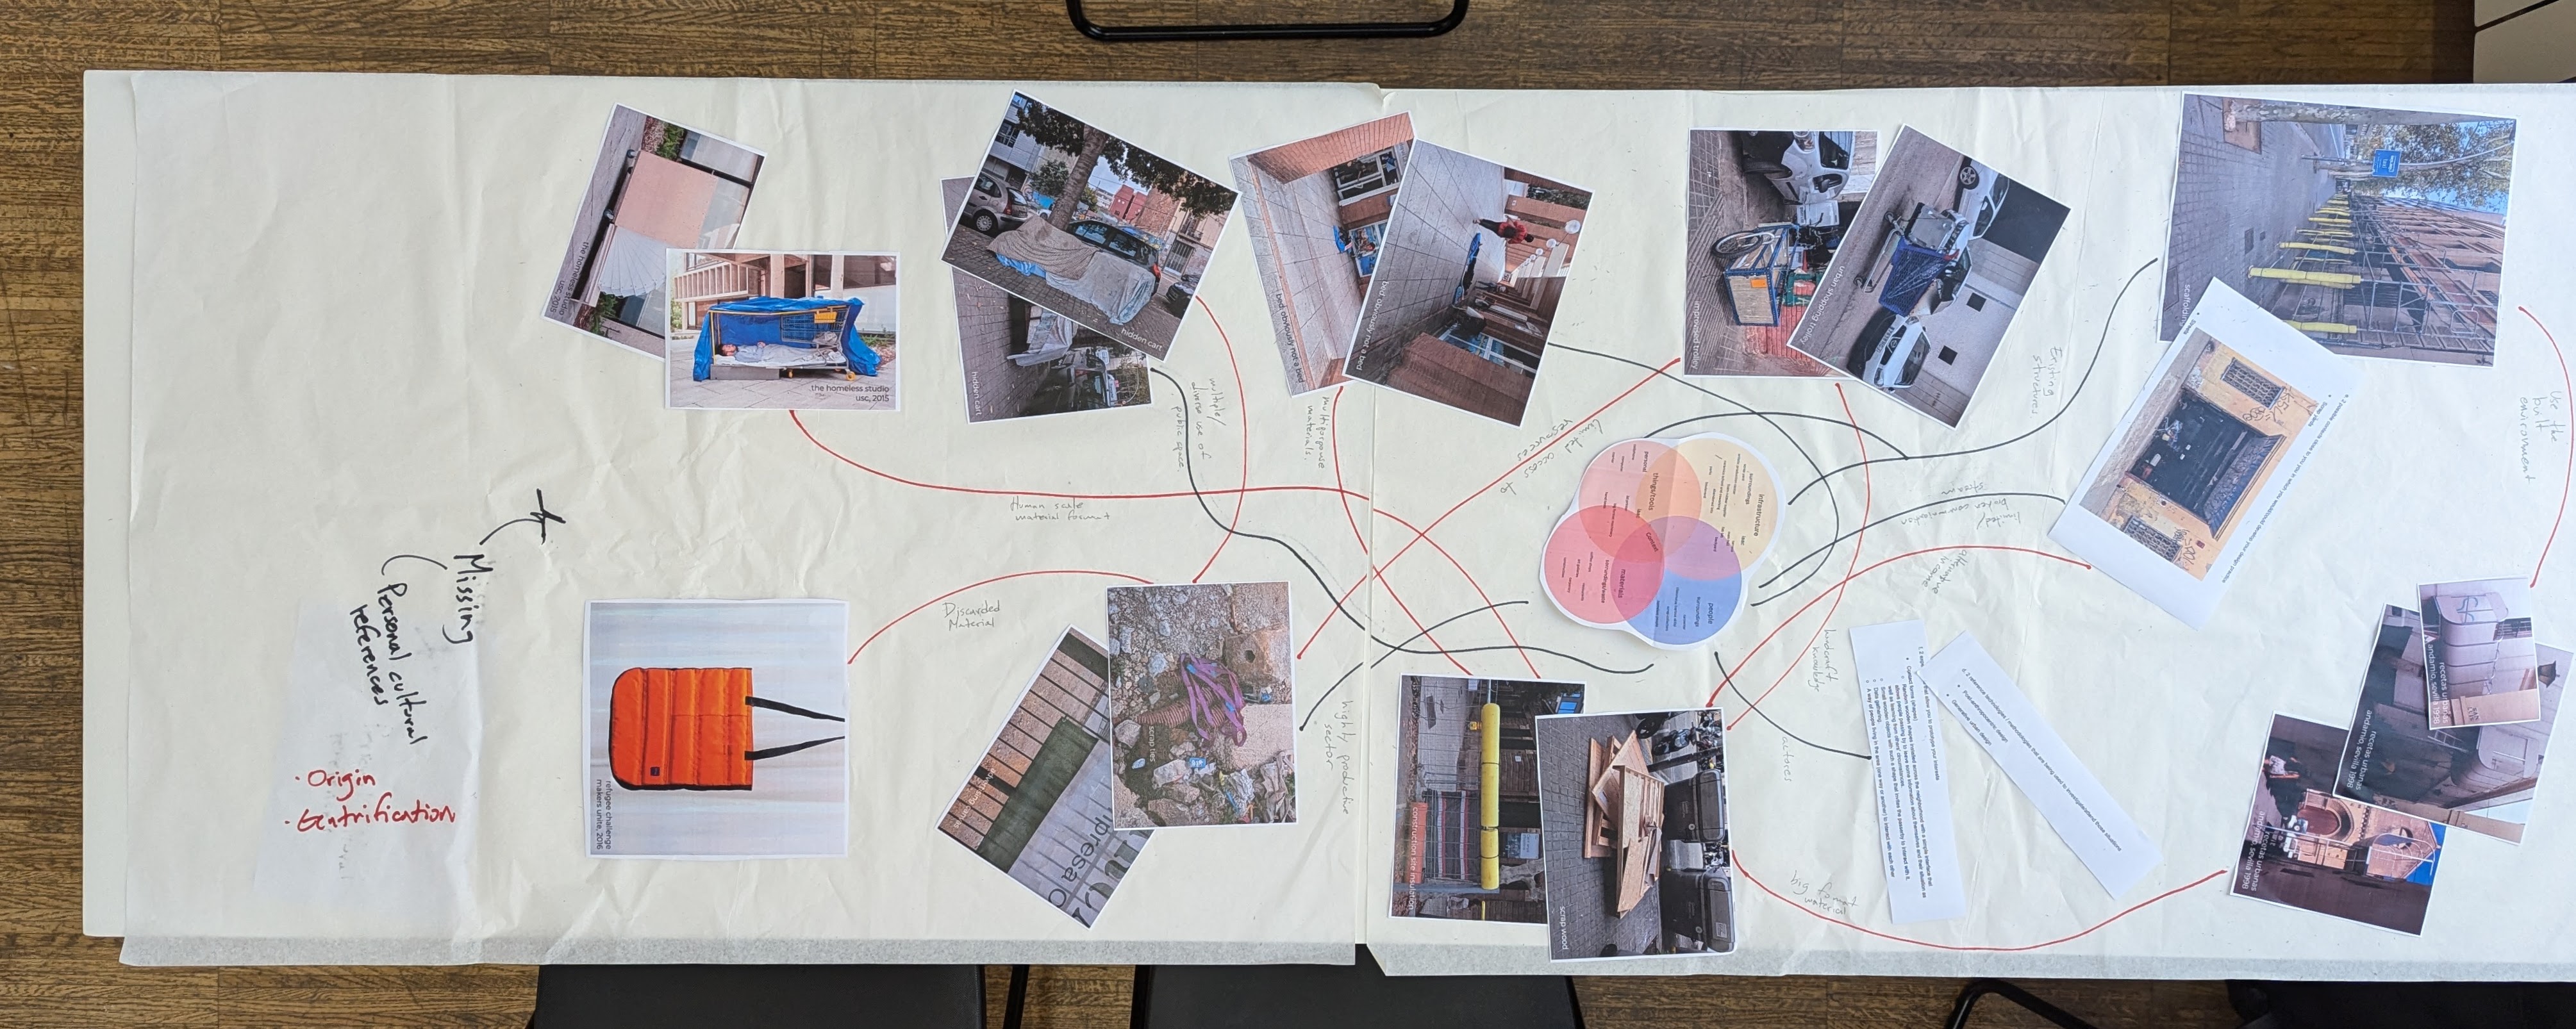 Use the
built
environment
recetas urbanas
andamio, sevilla 1998
recetas urbanas
andamio, sevilla 1998
recetas urbanas
andamio, sevilla 1998
taxi
scaffolding
2 possible contexts close to you in which you would/could develop your design practice
Scrap yards
Streets
Existing
structures
limited/
broken communication
stream
alternative
income
2 reference technologies / methodologies that are being used to investigate/attend those situations
Post-anthropocentric design
Generative urban design
that allow you to prototype your interests
Contact forms (shapes)
Random wooden shapes installed across the neighborhood with a simple interface that
allows people passing by to leave some information about themselves and their situation as
well as learning from others' circumstances.
Small wooden objects with such a shape that invites the passerby to interact with it.
Data gathering
A way of people living in the area (one way or another) to interact with each other
urban shopping trolley
improvised trolley
handcraft
knowledge
actores
big format
material
infrastructure
surroundings
people
surroundings
things/tools
personal
Context
materials
surroundings/waste
scrap wood
construction site insulation
limited access to
resources
bed: obviously not a bed
bed: obviously not a bed
multiporpuse
materials.
highly productive
sector
multiple/
diverse use of
public space.
scrap ties
hidden cart
hidden cart
presa
advertising canvas
Human scale
material format
Discarded
Material
the homeless studio
usc, 2015
the homeless studio
usc, 2015
refugee challenge
makers unite, 2016
Missing
Personal cultural
references
· Origin
· Gentrification